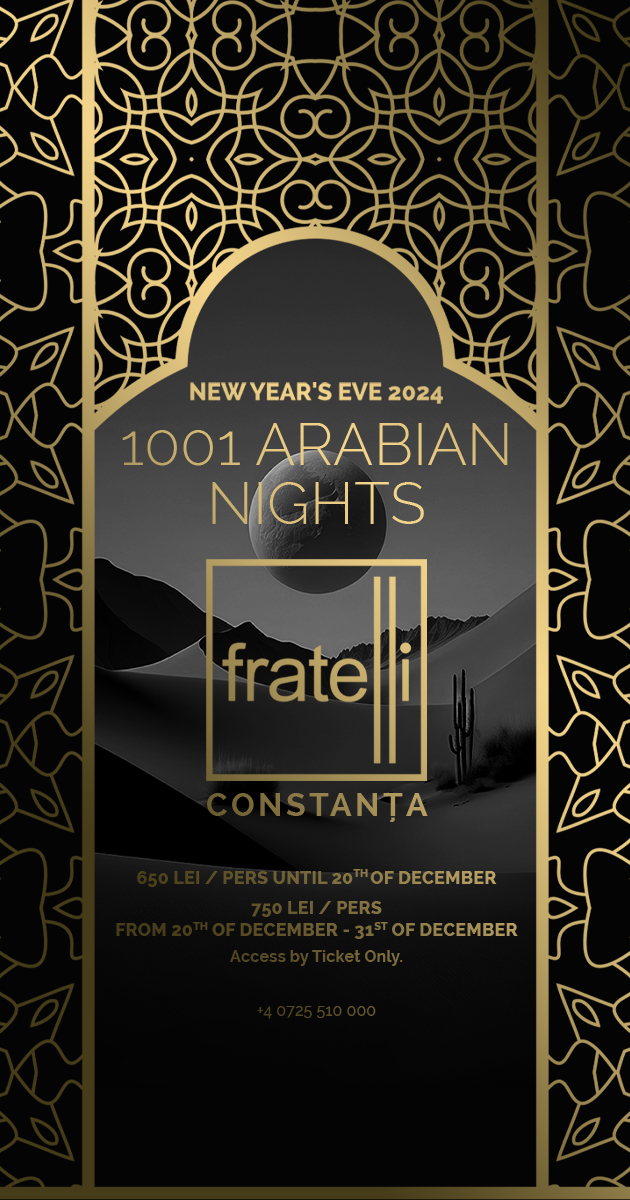 NEW YEAR'S EVE 2024
1001 ARABIAN
NIGHTS
fratelli
CONSTANȚA
650 LEI / PERS UNTIL 20TH OF DECEMBER
750 LEI / PERS
FROM 20TH OF DECEMBER - 31ST OF DECEMBER
Access by Ticket Only.
+4 0725 510 000